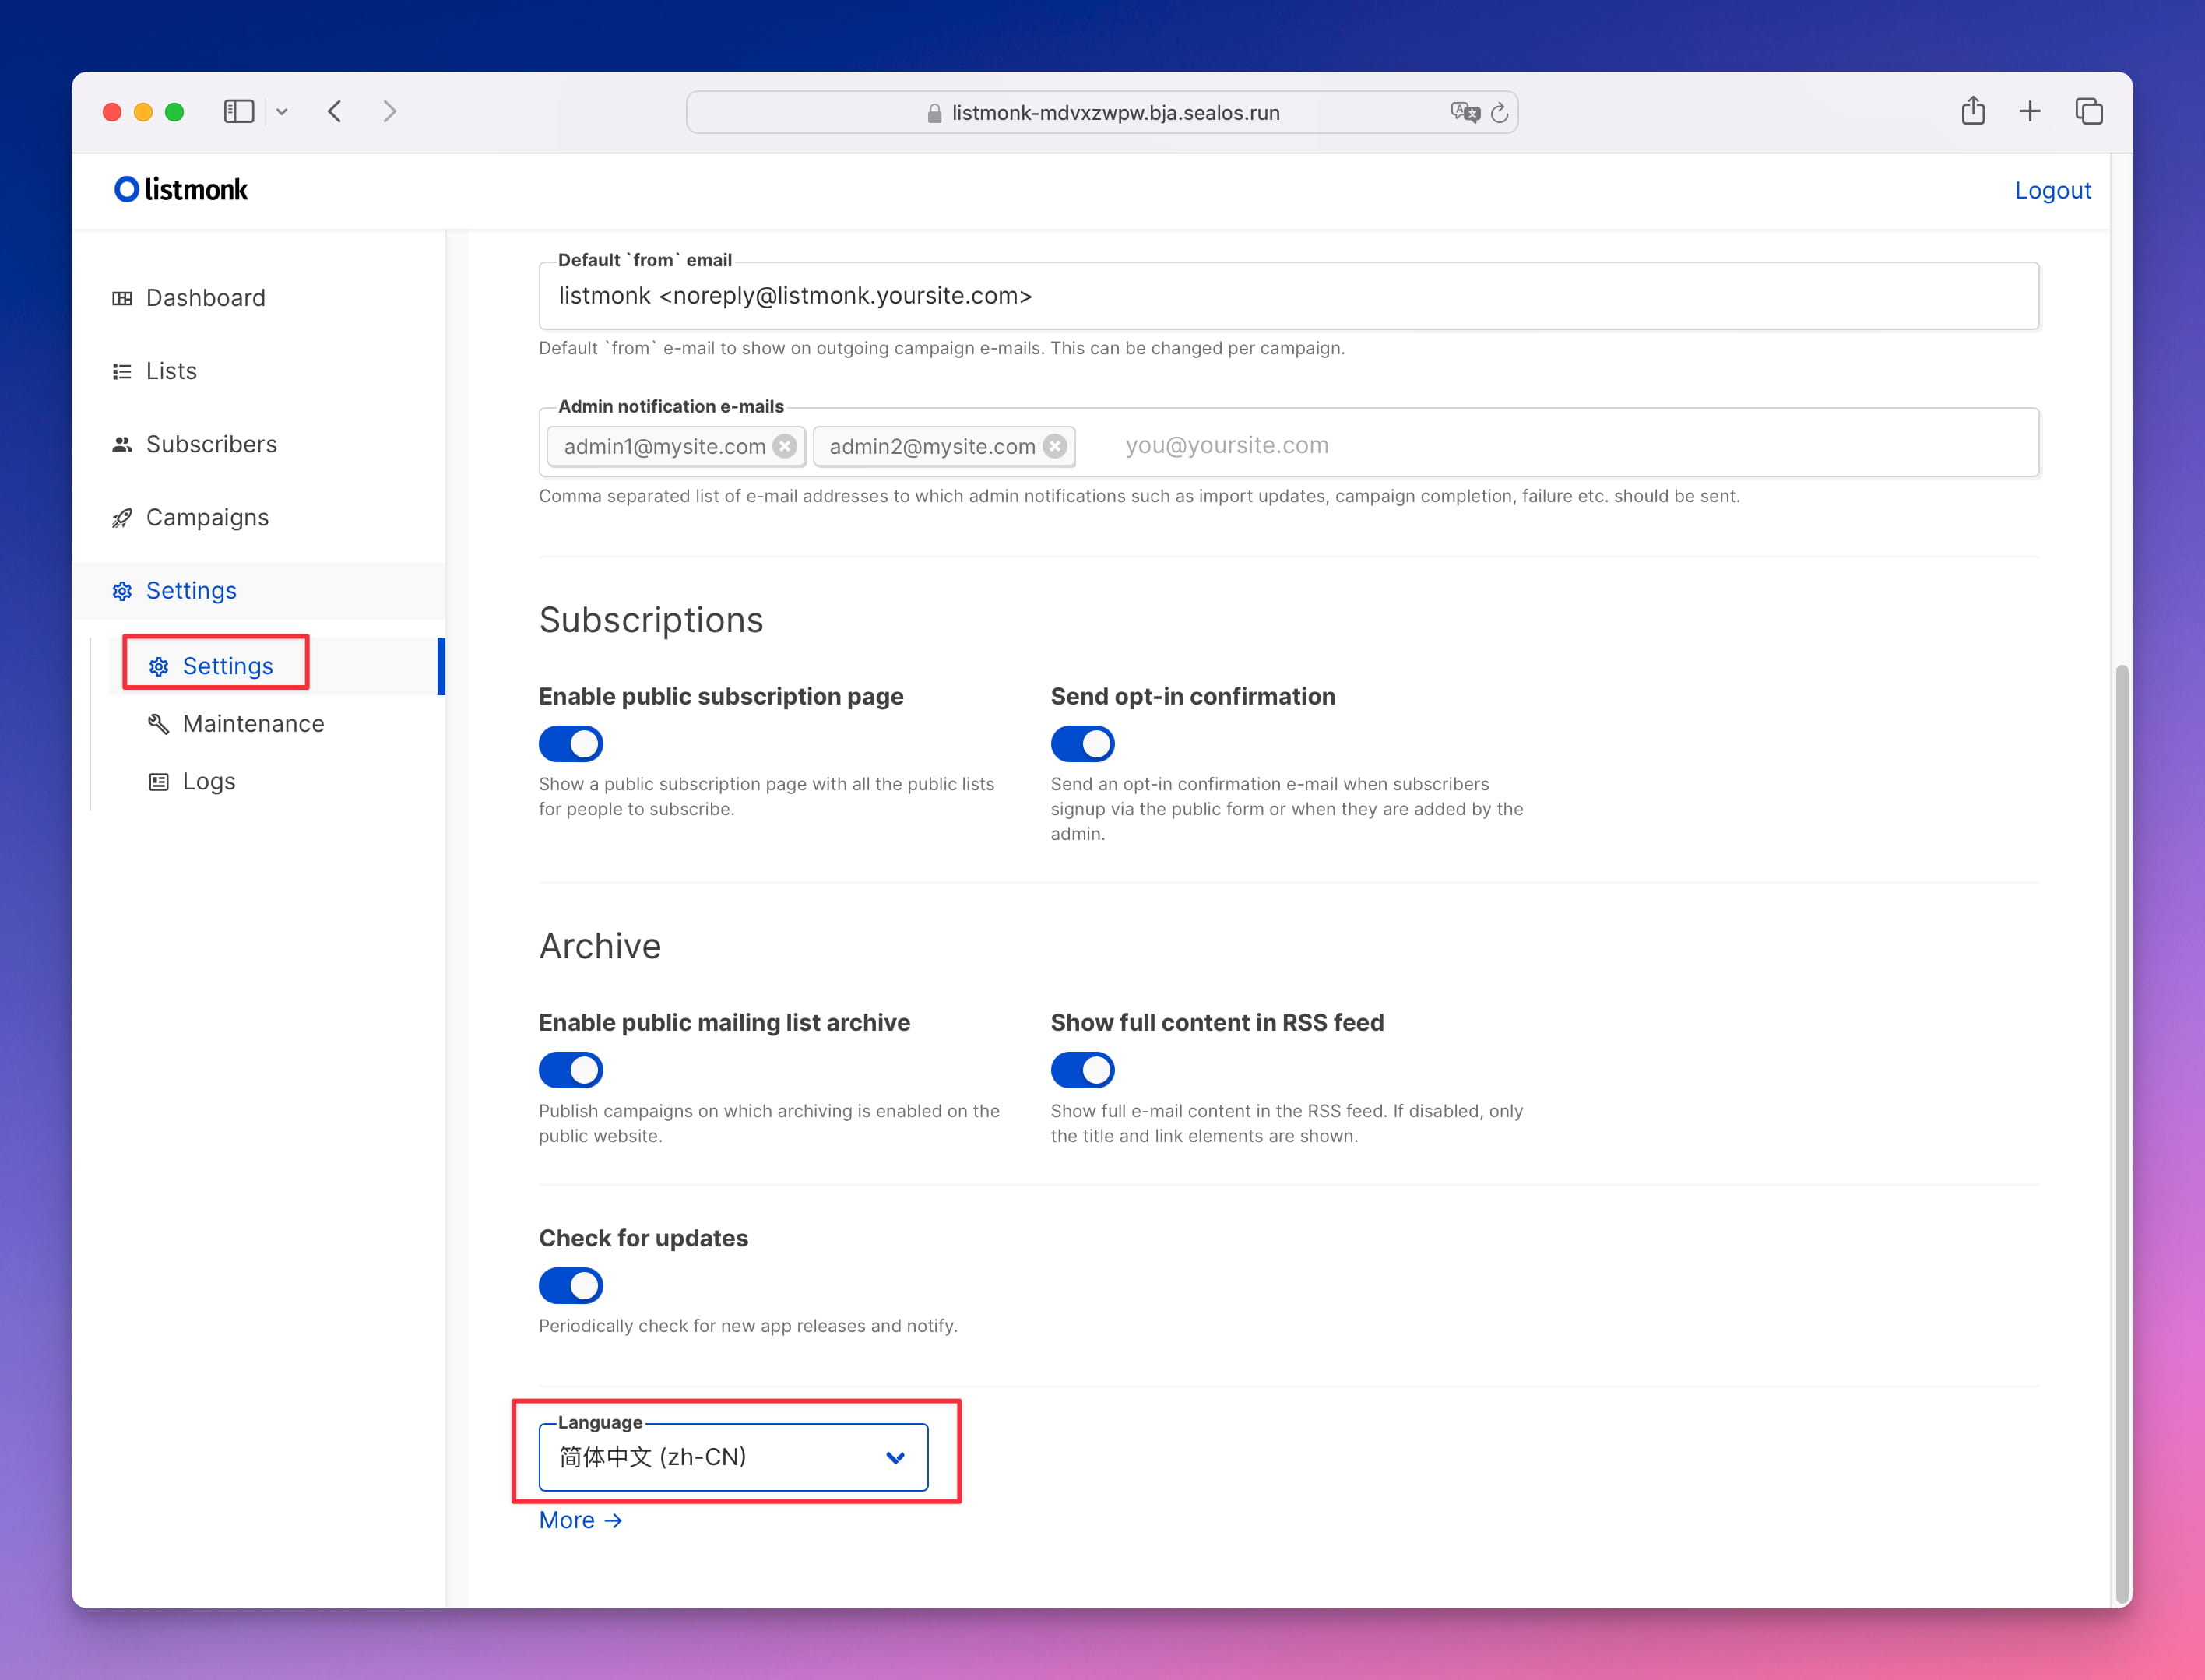 listmonk-mdvxzwpw.bja.sealos.run
listmonk
Logout
Dashboard
Lists
Subscribers
Campaigns
Settings
Settings
Maintenance
Logs
Default `from` email
listmonk <noreply@listmonk.yoursite.com>
Default `from` e-mail to show on outgoing campaign e-mails. This can be changed per campaign.
Admin notification e-mails
admin1@mysite.com admin2@mysite.com you@yoursite.com
Comma separated list of e-mail addresses to which admin notifications such as import updates, campaign completion, failure etc. should be sent.
Subscriptions
Enable public subscription page
Show a public subscription page with all the public lists
for people to subscribe.
Send opt-in confirmation
Send an opt-in confirmation e-mail when subscribers
signup via the public form or when they are added by the
admin.
Archive
Enable public mailing list archive
Publish campaigns on which archiving is enabled on the
public website.
Show full content in RSS feed
Show full e-mail content in the RSS feed. If disabled, only
the title and link elements are shown.
Check for updates
Periodically check for new app releases and notify.
Language
简体中文 (zh-CN)
More →